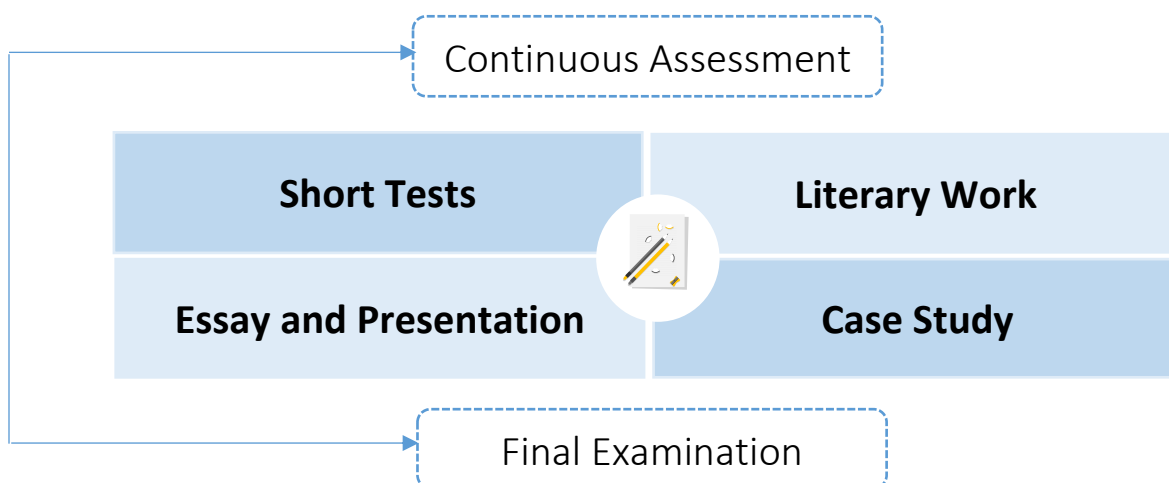 Continuous Assessment
Short Tests
Literary Work
Essay and Presentation
Case Study
Final Examination